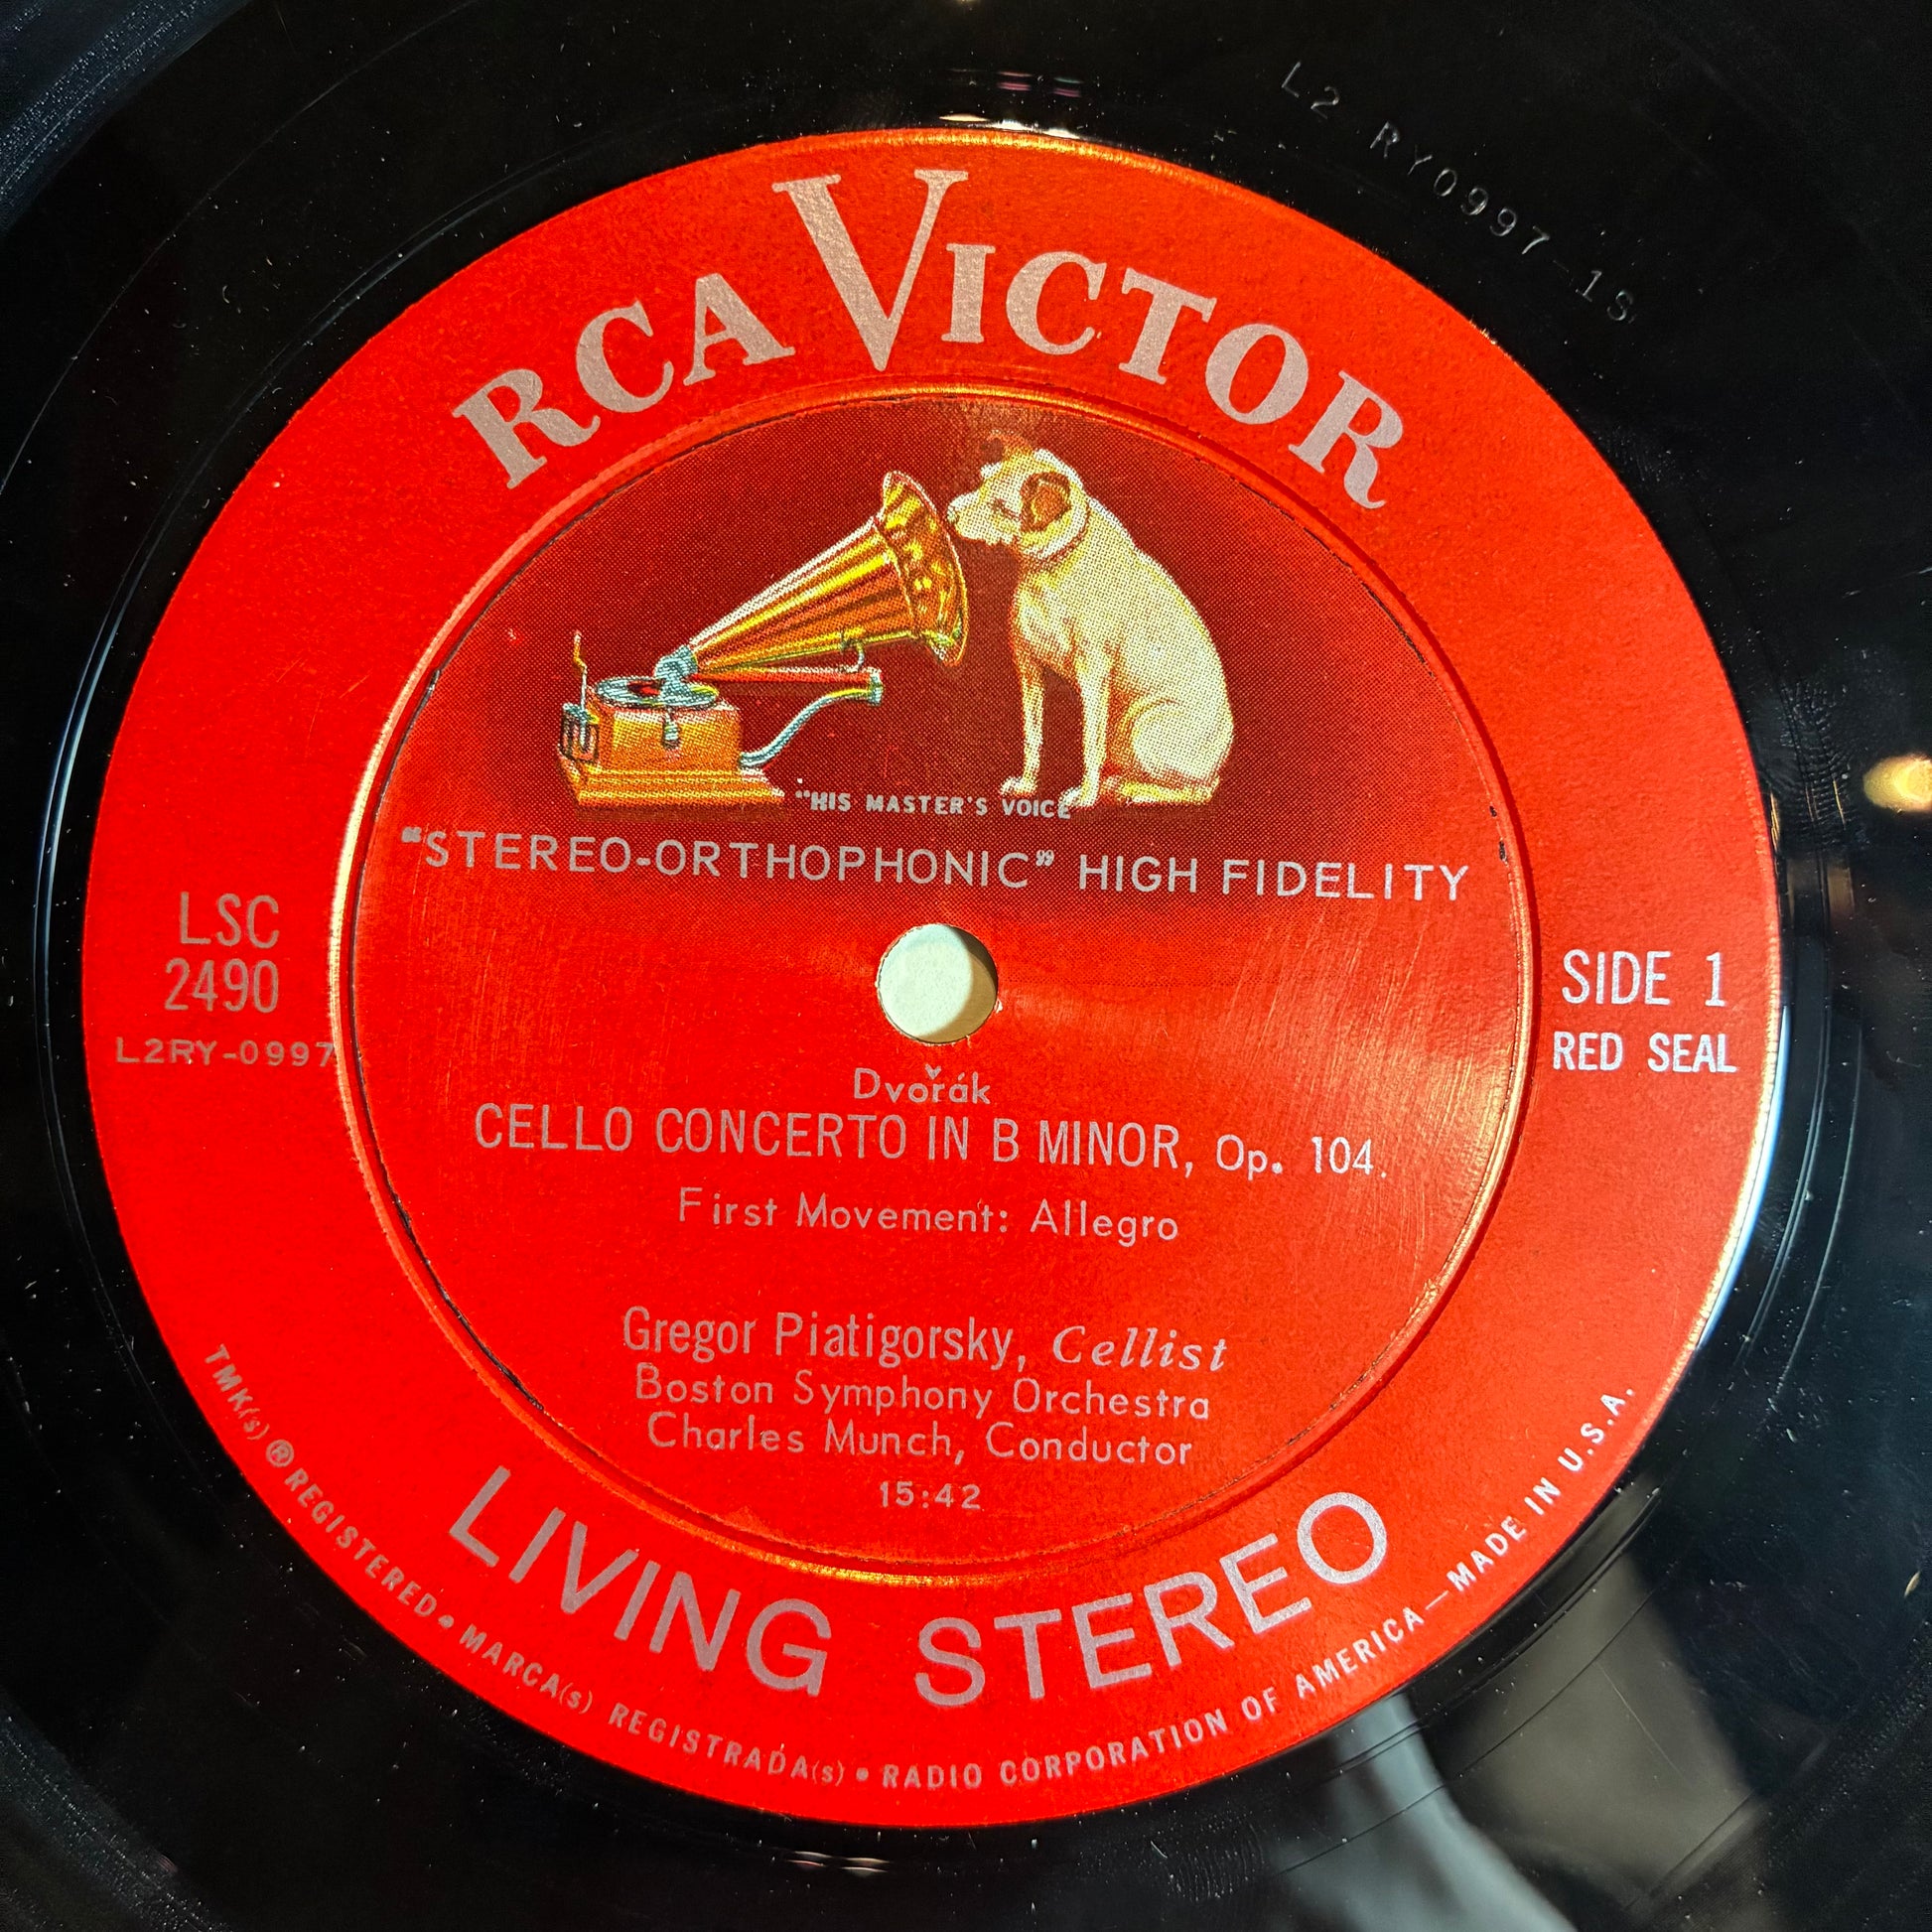 L2 RY0997-1S
RCA VICTOR
"HIS MASTER'S VOICE"
"STEREO-ORTHOPHONIC" HIGH FIDELITY
LSC
2490
L2RY-0997
SIDE 1
RED SEAL
Dvořák
CELLO CONCERTO IN B MINOR, Op. 104.
First Movement: Allegro
Gregor Piatigorsky, Cellist
Boston Symphony Orchestra
Charles Munch, Conductor
15:42
LIVING STEREO
TMK(s) ® REGISTERED • MARCA(s) REGISTRADA(s) • RADIO CORPORATION OF AMERICA—MADE IN U.S.A.